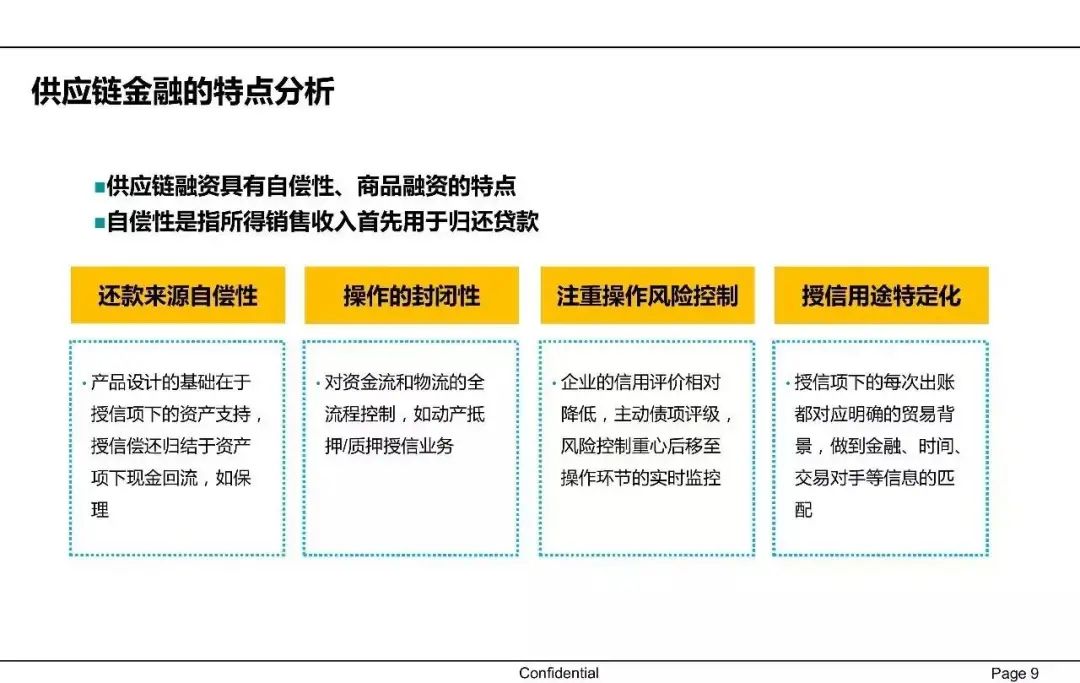 供应链金融的特点分析
■供应链融资具有自偿性、商品融资的特点
■自偿性是指所得销售收入首先用于归还贷款
还款来源自偿性
操作的封闭性
注重操作风险控制
授信用途特定化
·产品设计的基础在于
授信项下的资产支持，
授信偿还归结于资产
项下现金回流，如保
理
·对资金流和物流的全
流程控制，如动产抵
押/质押授信业务
·企业的信用评价相对
降低，主动债项评级，
风险控制重心后移至
操作环节的实时监控
·授信项下的每次出账
都对应明确的贸易背
景，做到金融、时间、
交易对手等信息的匹
配
Confidential
Page 9